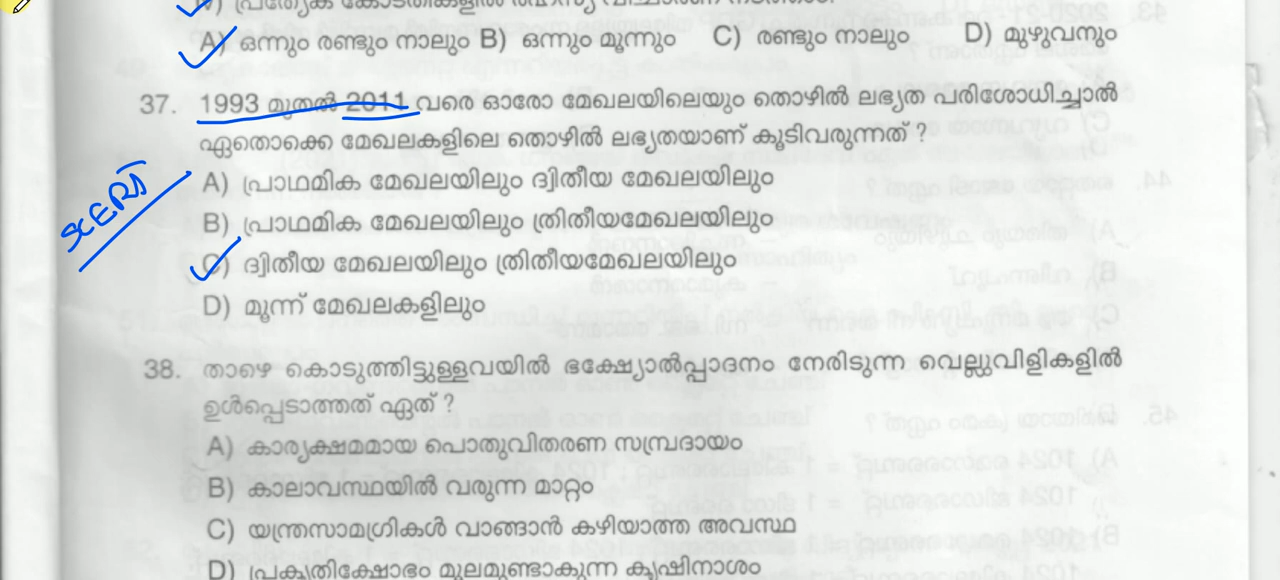 A) ഒന്നും രണ്ടും നാലും B) ഒന്നും മൂന്നും C) രണ്ടും നാലും D) മുഴുവനും
37. 1993 മുതൽ 2011 വരെ ഓരോ മേഖലയിലെയും തൊഴിൽ ലഭ്യത പരിശോധിച്ചാൽ
ഏതൊക്കെ മേഖലകളിലെ തൊഴിൽ ലഭ്യതയാണ് കൂടിവരുന്നത് ?
SCERT
A) പ്രാഥമിക മേഖലയിലും ദ്വിതീയ മേഖലയിലും
B) പ്രാഥമിക മേഖലയിലും ത്രിതീയമേഖലയിലും
C) ദ്വിതീയ മേഖലയിലും ത്രിതീയമേഖലയിലും
D) മൂന്ന് മേഖലകളിലും
38. താഴെ കൊടുത്തിട്ടുള്ളവയിൽ ഭക്ഷ്യോൽപ്പാദനം നേരിടുന്ന വെല്ലുവിളികളിൽ
ഉൾപ്പെടാത്തത് ഏത് ?
A) കാര്യക്ഷമമായ പൊതുവിതരണ സമ്പ്രദായം
B) കാലാവസ്ഥയിൽ വരുന്ന മാറ്റം
C) യന്ത്രസാമഗ്രികൾ വാങ്ങാൻ കഴിയാത്ത അവസ്ഥ
D) പ്രകൃതിക്ഷോഭം മൂലമുണ്ടാകുന്ന കൃഷിനാശം